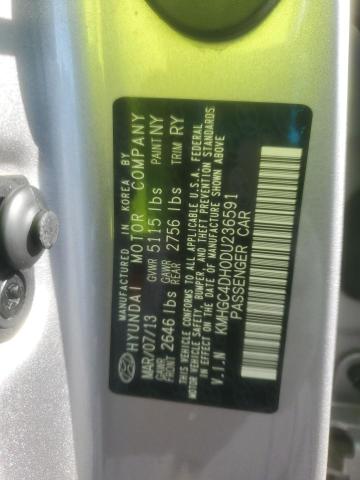 MANUFACTURED IN KOREA BY
HYUNDAI MOTOR COMPANY
MAR/07/13 GVWR 5115 lbs PAINT NY
GAWR FRONT 2646 lbs GAWR REAR 2756 lbs TRIM RY
THIS VEHICLE CONFORMS TO ALL APPLICABLE U.S.A. FEDERAL
MOTOR VEHICLE SAFETY, BUMPER, AND THEFT PREVENTION STANDARDS
IN EFFECT ON THE DATE OF MANUFACTURE SHOWN ABOVE
V.I.N KMHGC4DH0DU236591
PASSENGER CAR